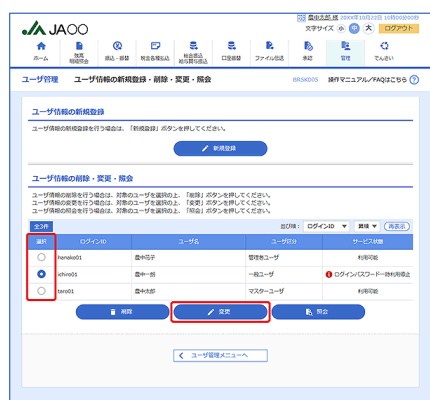 JA〇〇
農中太郎 様 20XX年10月22日 10時00分00秒
文字サイズ 小 中 大 ログアウト
ホーム 残高明細照会 振込・振替 税金各種払込 総合振込給与賞与振込 口座振替 ファイル伝送 承認 管理 でんさい
ユーザ管理 ユーザ情報の新規登録・削除・変更・照会 BRSK005 操作マニュアル/FAQはこちら ?
ユーザ情報の新規登録
ユーザ情報の新規登録を行う場合は、「新規登録」ボタンを押してください。
新規登録
ユーザ情報の削除・変更・照会
ユーザ情報の削除を行う場合は、対象のユーザを選択の上、「削除」ボタンを押してください。
ユーザ情報の変更を行う場合は、対象のユーザを選択の上、「変更」ボタンを押してください。
ユーザ情報の照会を行う場合は、対象のユーザを選択の上、「照会」ボタンを押してください。
全3件 並び順： ログインID ▼ 昇順 ▼ 再表示
選択 ログインID ユーザ名 ユーザ区分 サービス状態
hanako01 農中花子 管理者ユーザ 利用可能
ichiro01 農中一朗 一般ユーザ ログインパスワード一時利用停止
taro01 農中太郎 マスターユーザ 利用可能
削除 変更 照会
ユーザ管理メニューへ